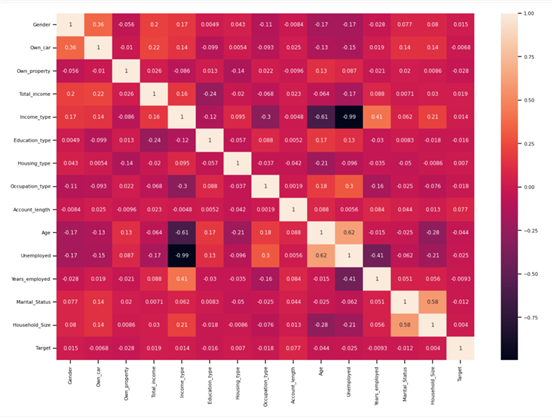 Gender 1 0.36 -0.056 0.2 0.17 0.0049 0.043 -0.11 -0.0084 -0.17 -0.17 -0.028 0.077 0.08 0.015
Own_car 0.36 1 -0.01 0.22 0.14 -0.099 0.0054 -0.093 0.025 -0.13 -0.15 0.019 0.14 0.14 -0.0068
Own_property -0.056 -0.01 1 0.026 -0.086 0.013 -0.14 0.022 -0.0096 0.13 0.087 -0.021 0.02 0.0086 -0.028
Total_income 0.2 0.22 0.026 1 0.16 -0.24 -0.02 -0.068 0.023 -0.064 -0.17 0.088 0.0071 0.03 0.019
Income_type 0.17 0.14 -0.086 0.16 1 -0.12 0.095 -0.3 -0.0048 -0.61 -0.99 0.41 0.062 0.21 0.014
Education_type 0.0049 -0.099 0.013 -0.24 -0.12 1 -0.057 0.088 0.0052 0.17 0.13 -0.03 0.0083 -0.018 -0.016
Housing_type 0.043 0.0054 -0.14 -0.02 0.095 -0.057 1 -0.037 -0.042 -0.21 -0.096 -0.035 -0.05 -0.0086 0.007
Occupation_type -0.11 -0.093 0.022 -0.068 -0.3 0.088 -0.037 1 0.0019 0.18 0.3 -0.16 -0.025 -0.076 -0.018
Account_length -0.0084 0.025 -0.0096 0.023 -0.0048 0.0052 -0.042 0.0019 1 0.088 0.0056 0.084 0.044 0.013 0.077
Age -0.17 -0.13 0.13 -0.064 -0.61 0.17 -0.21 0.18 0.088 1 0.62 -0.015 -0.025 -0.28 -0.044
Unemployed -0.17 -0.15 0.087 -0.17 -0.99 0.13 -0.096 0.3 0.0056 0.62 1 -0.41 -0.062 -0.21 -0.025
Years_employed -0.028 0.019 -0.021 0.088 0.41 -0.03 -0.035 -0.16 0.084 -0.015 -0.41 1 0.051 0.056 -0.0093
Marital_Status 0.077 0.14 0.02 0.0071 0.062 0.0083 -0.05 -0.025 0.044 -0.025 -0.062 0.051 1 0.58 -0.012
Household_Size 0.08 0.14 0.0086 0.03 0.21 -0.018 -0.0086 -0.076 0.013 -0.28 -0.21 0.056 0.58 1 0.004
Target 0.015 -0.0068 -0.028 0.019 0.014 -0.016 0.007 -0.018 0.077 -0.044 -0.025 -0.0093 -0.012 0.004 1
Gender Own_car Own_property Total_income Income_type Education_type Housing_type Occupation_type Account_length Age Unemployed Years_employed Marital_Status Household_Size Target
1.00
0.75
0.50
0.25
0.00
-0.25
-0.50
-0.75